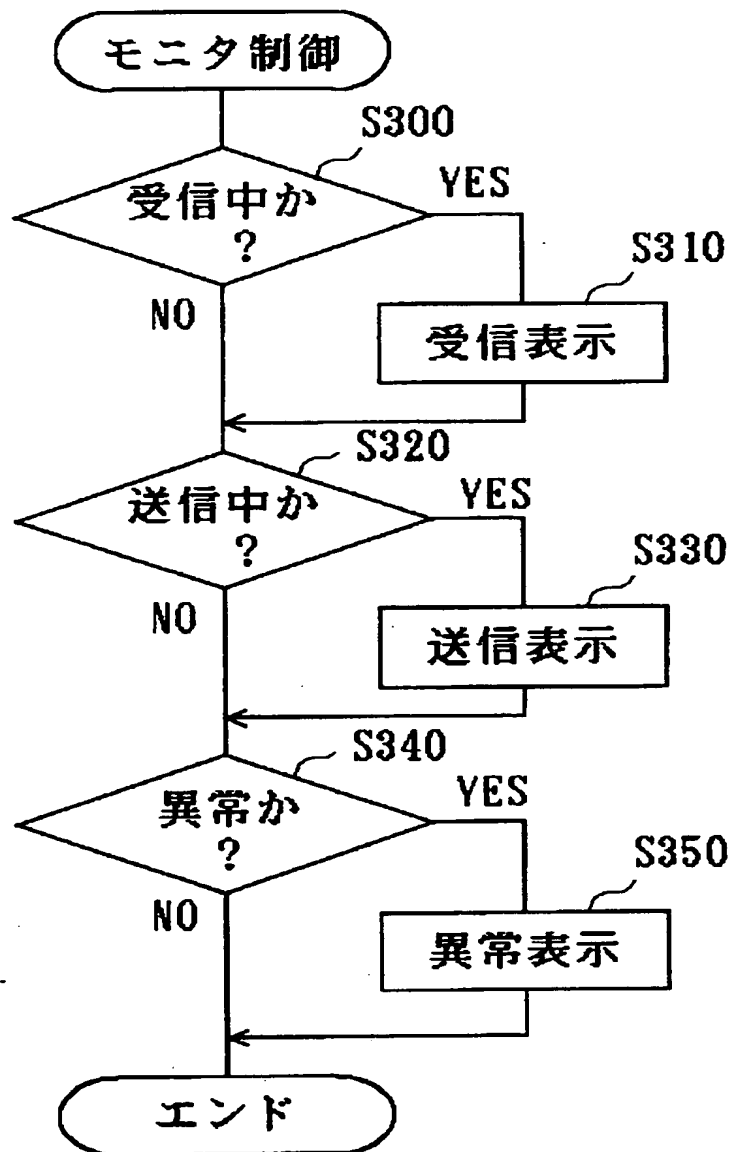 モニタ制御
S300
受信中か
?
YES
NO
S310
受信表示
S320
送信中か
?
YES
NO
S330
送信表示
S340
異常か
?
YES
NO
S350
異常表示
エンド